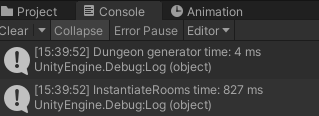 Project Console Animation
Clear Collapse Error Pause Editor
[15:39:52] Dungeon generator time: 4 ms
UnityEngine.Debug:Log (object)
[15:39:52] InstantiateRooms time: 827 ms
UnityEngine.Debug:Log (object)